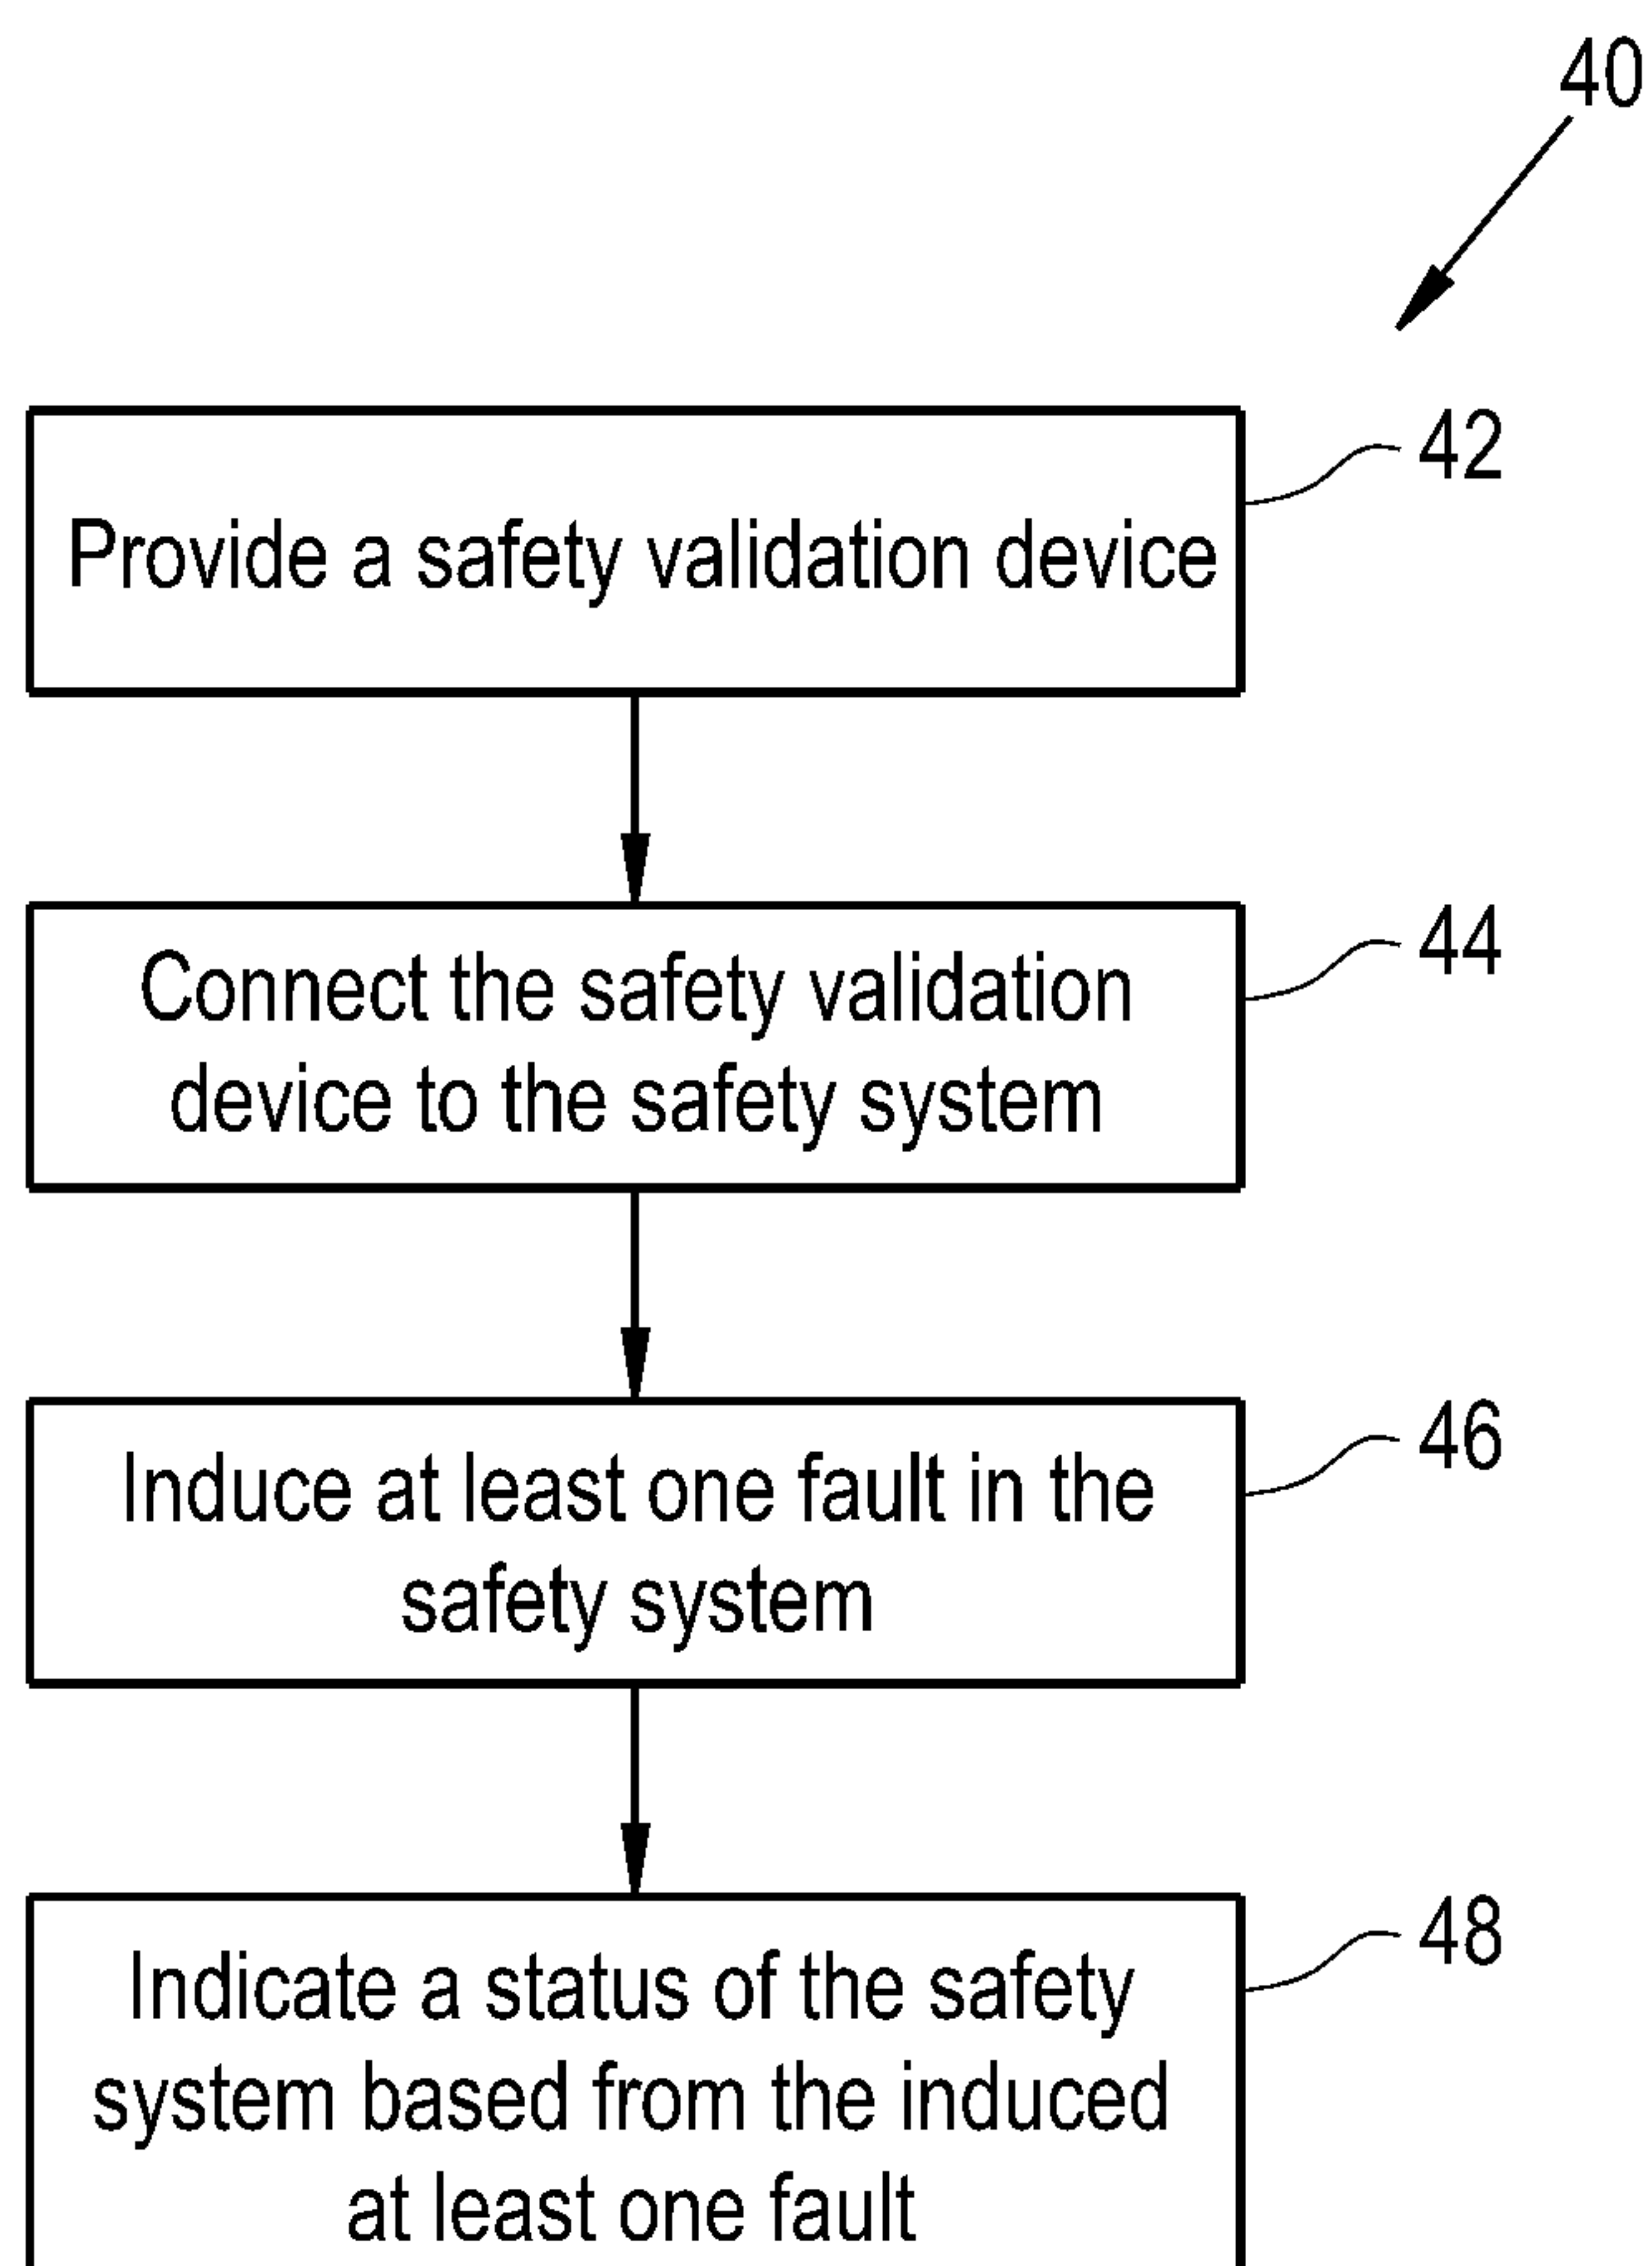 40
42
Provide a safety validation device
44
Connect the safety validation
device to the safety system
46
Induce at least one fault in the
safety system
48
Indicate a status of the safety
system based from the induced
at least one fault